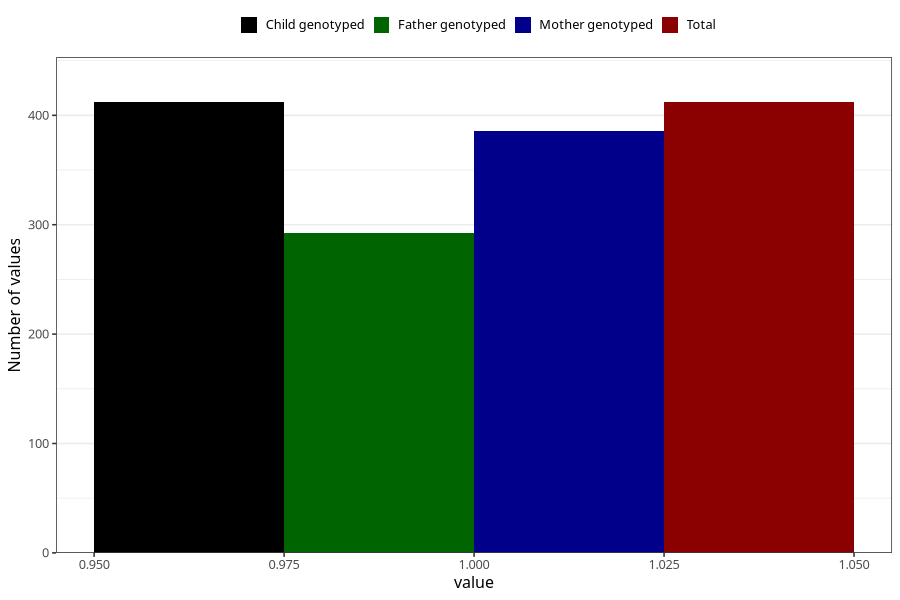 Child genotyped Father genotyped Mother genotyped Total
Number of values
400
300
200
100
0
0.950 0.975 1.000 1.025 1.050
value